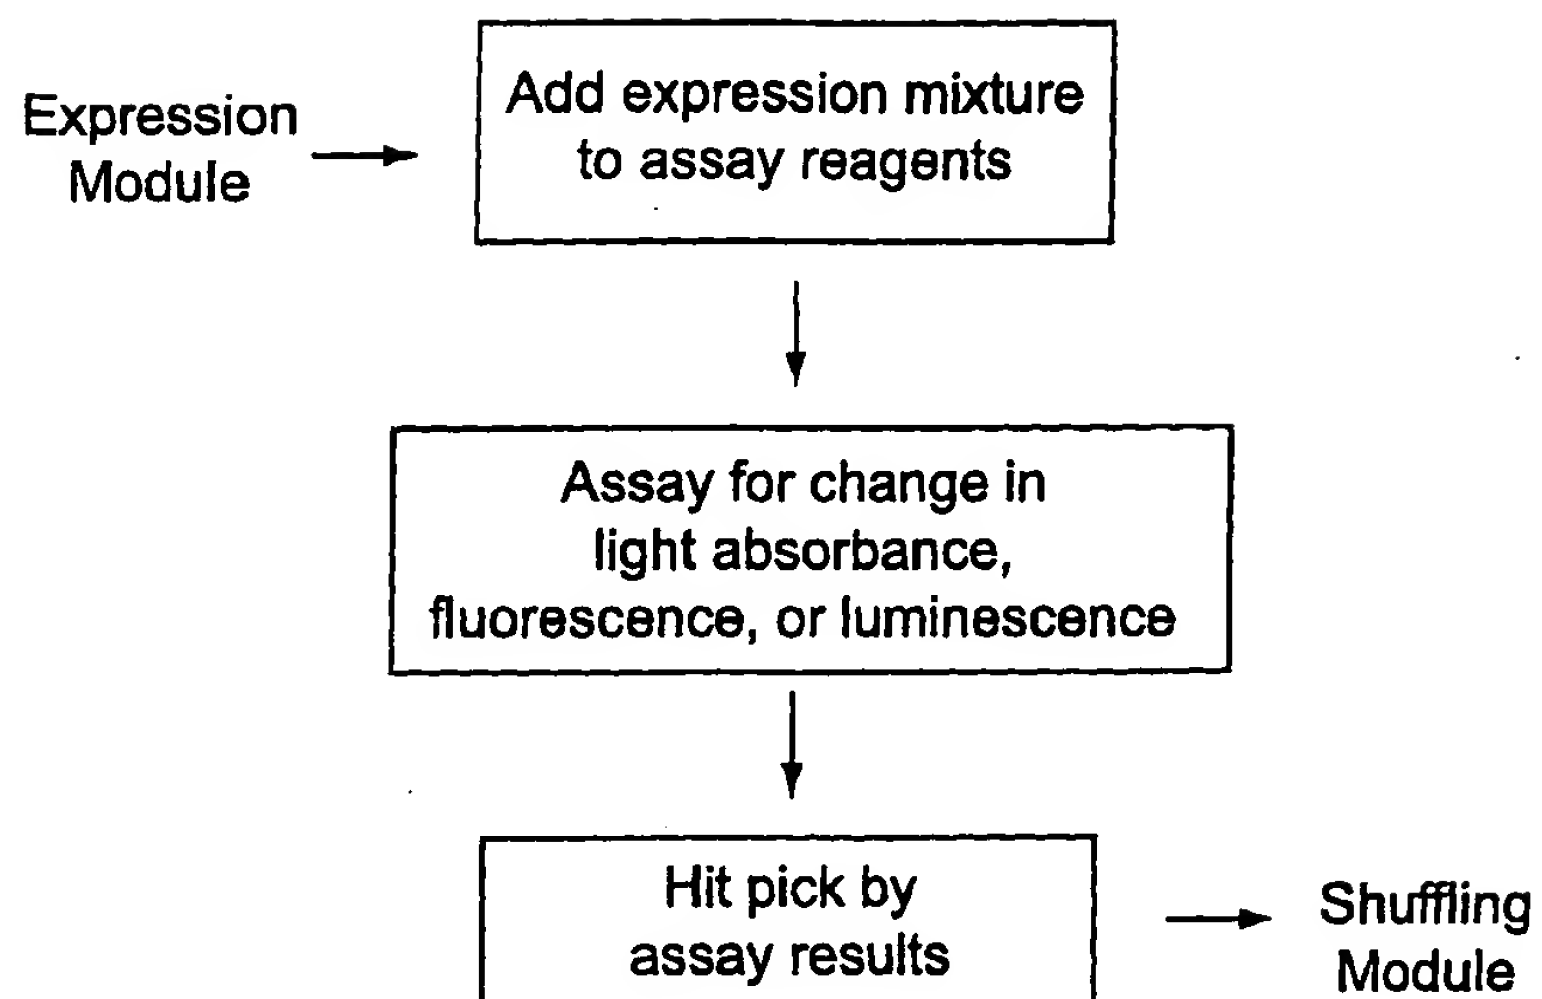 Expression
Module
Add expression mixture
to assay reagents
Assay for change in
light absorbance,
fluorescence, or luminescence
Hit pick by
assay results
Shuffling
Module